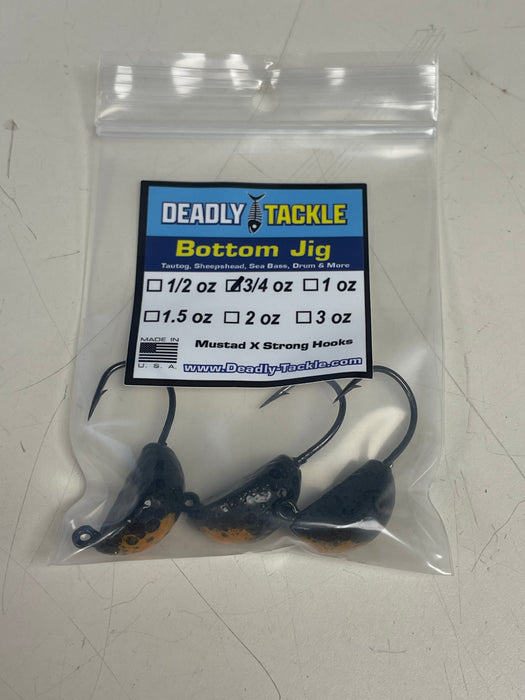 DEADLY TACKLE
Bottom Jig
Tautog, Sheepshead, Sea Bass, Drum & More
1/2 oz 3/4 oz 1 oz
1.5 oz 2 oz 3 oz
MADE IN
U.S.A.
Mustad X Strong Hooks
www.Deadly-Tackle.com